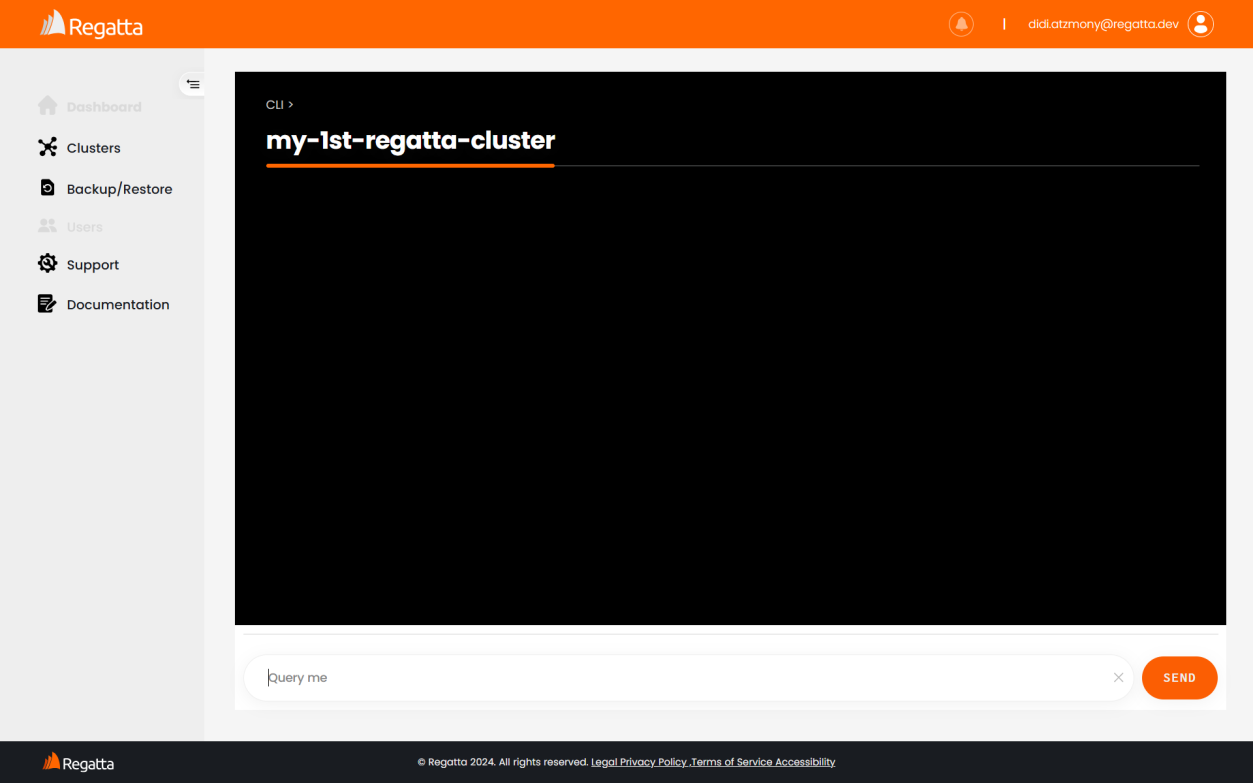 Regatta
didi.atzmony@regatta.dev
Dashboard
Clusters
Backup/Restore
Users
Support
Documentation
CLI >
my-1st-regatta-cluster
Query me
SEND
Regatta
© Regatta 2024. All rights reserved. Legal Privacy Policy .Terms of Service Accessibility